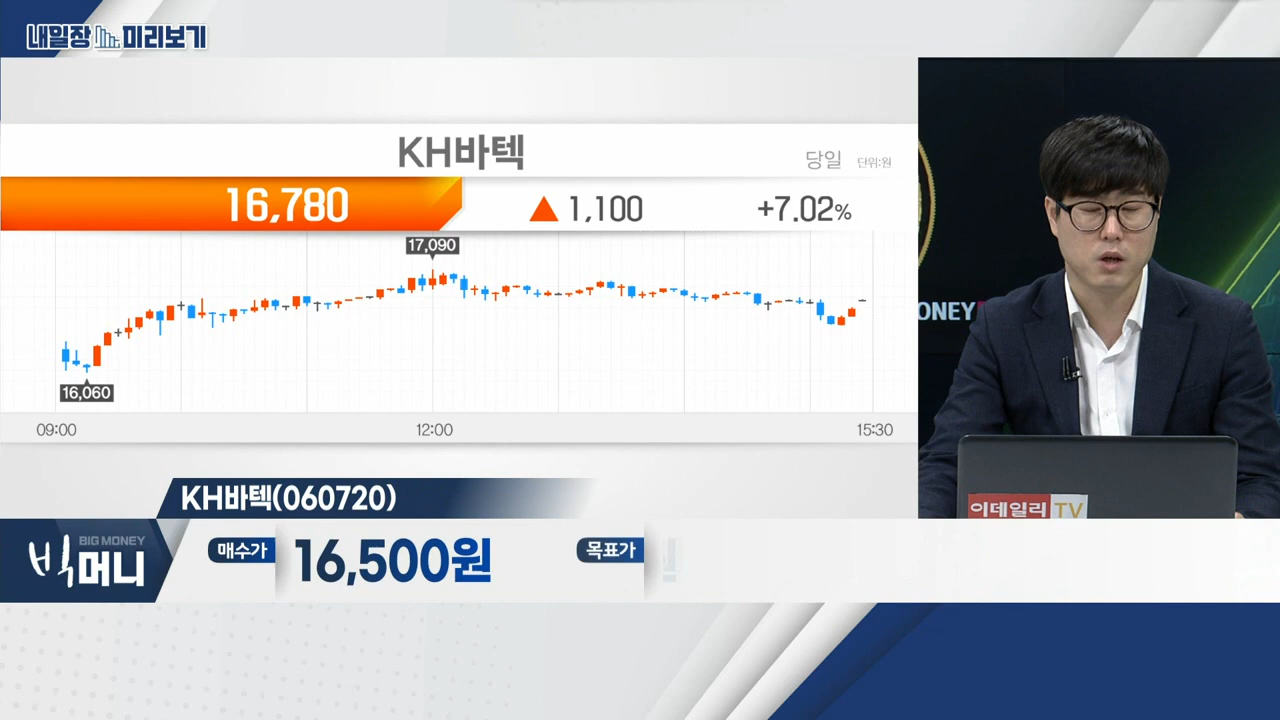 내일장 미리보기
KH바텍
당일 단위:원
16,780 ▲ 1,100 +7.02%
17,090
16,060
09:00 12:00 15:30
ONEY
이데일리 TV
KH바텍(060720)
BIG MONEY
빅머니
매수가 16,500원 목표가